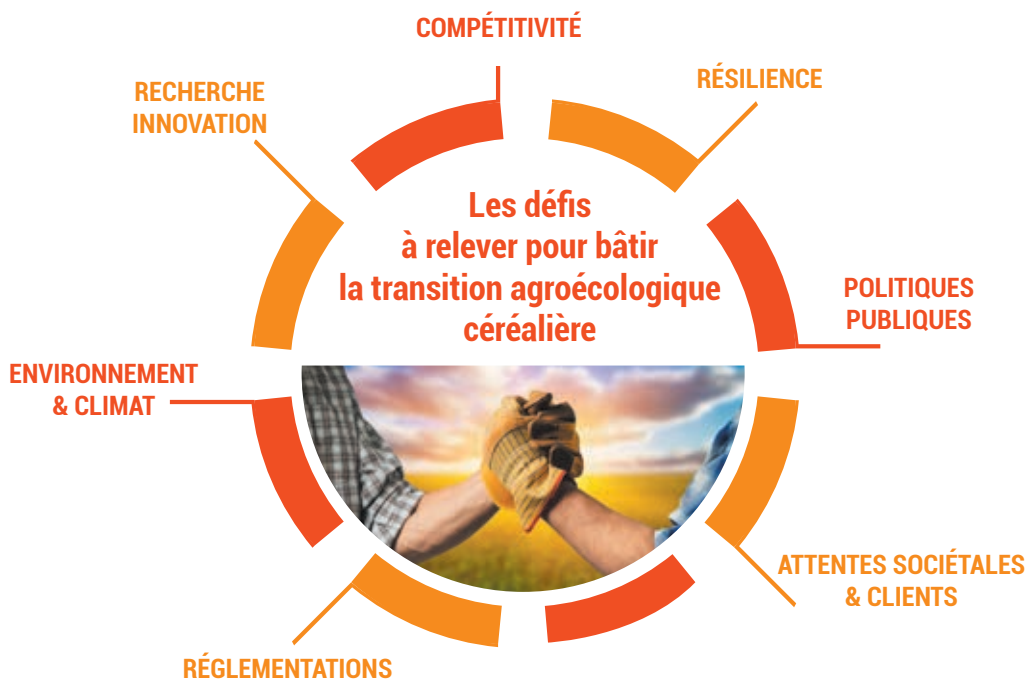 COMPÉTITIVITÉ
RÉSILIENCE
RECHERCHE
INNOVATION
Les défis
à relever pour bâtir
la transition agroécologique
céréalière
POLITIQUES
PUBLIQUES
ENVIRONNEMENT
& CLIMAT
ATTENTES SOCIÉTALES
& CLIENTS
RÉGLEMENTATIONS